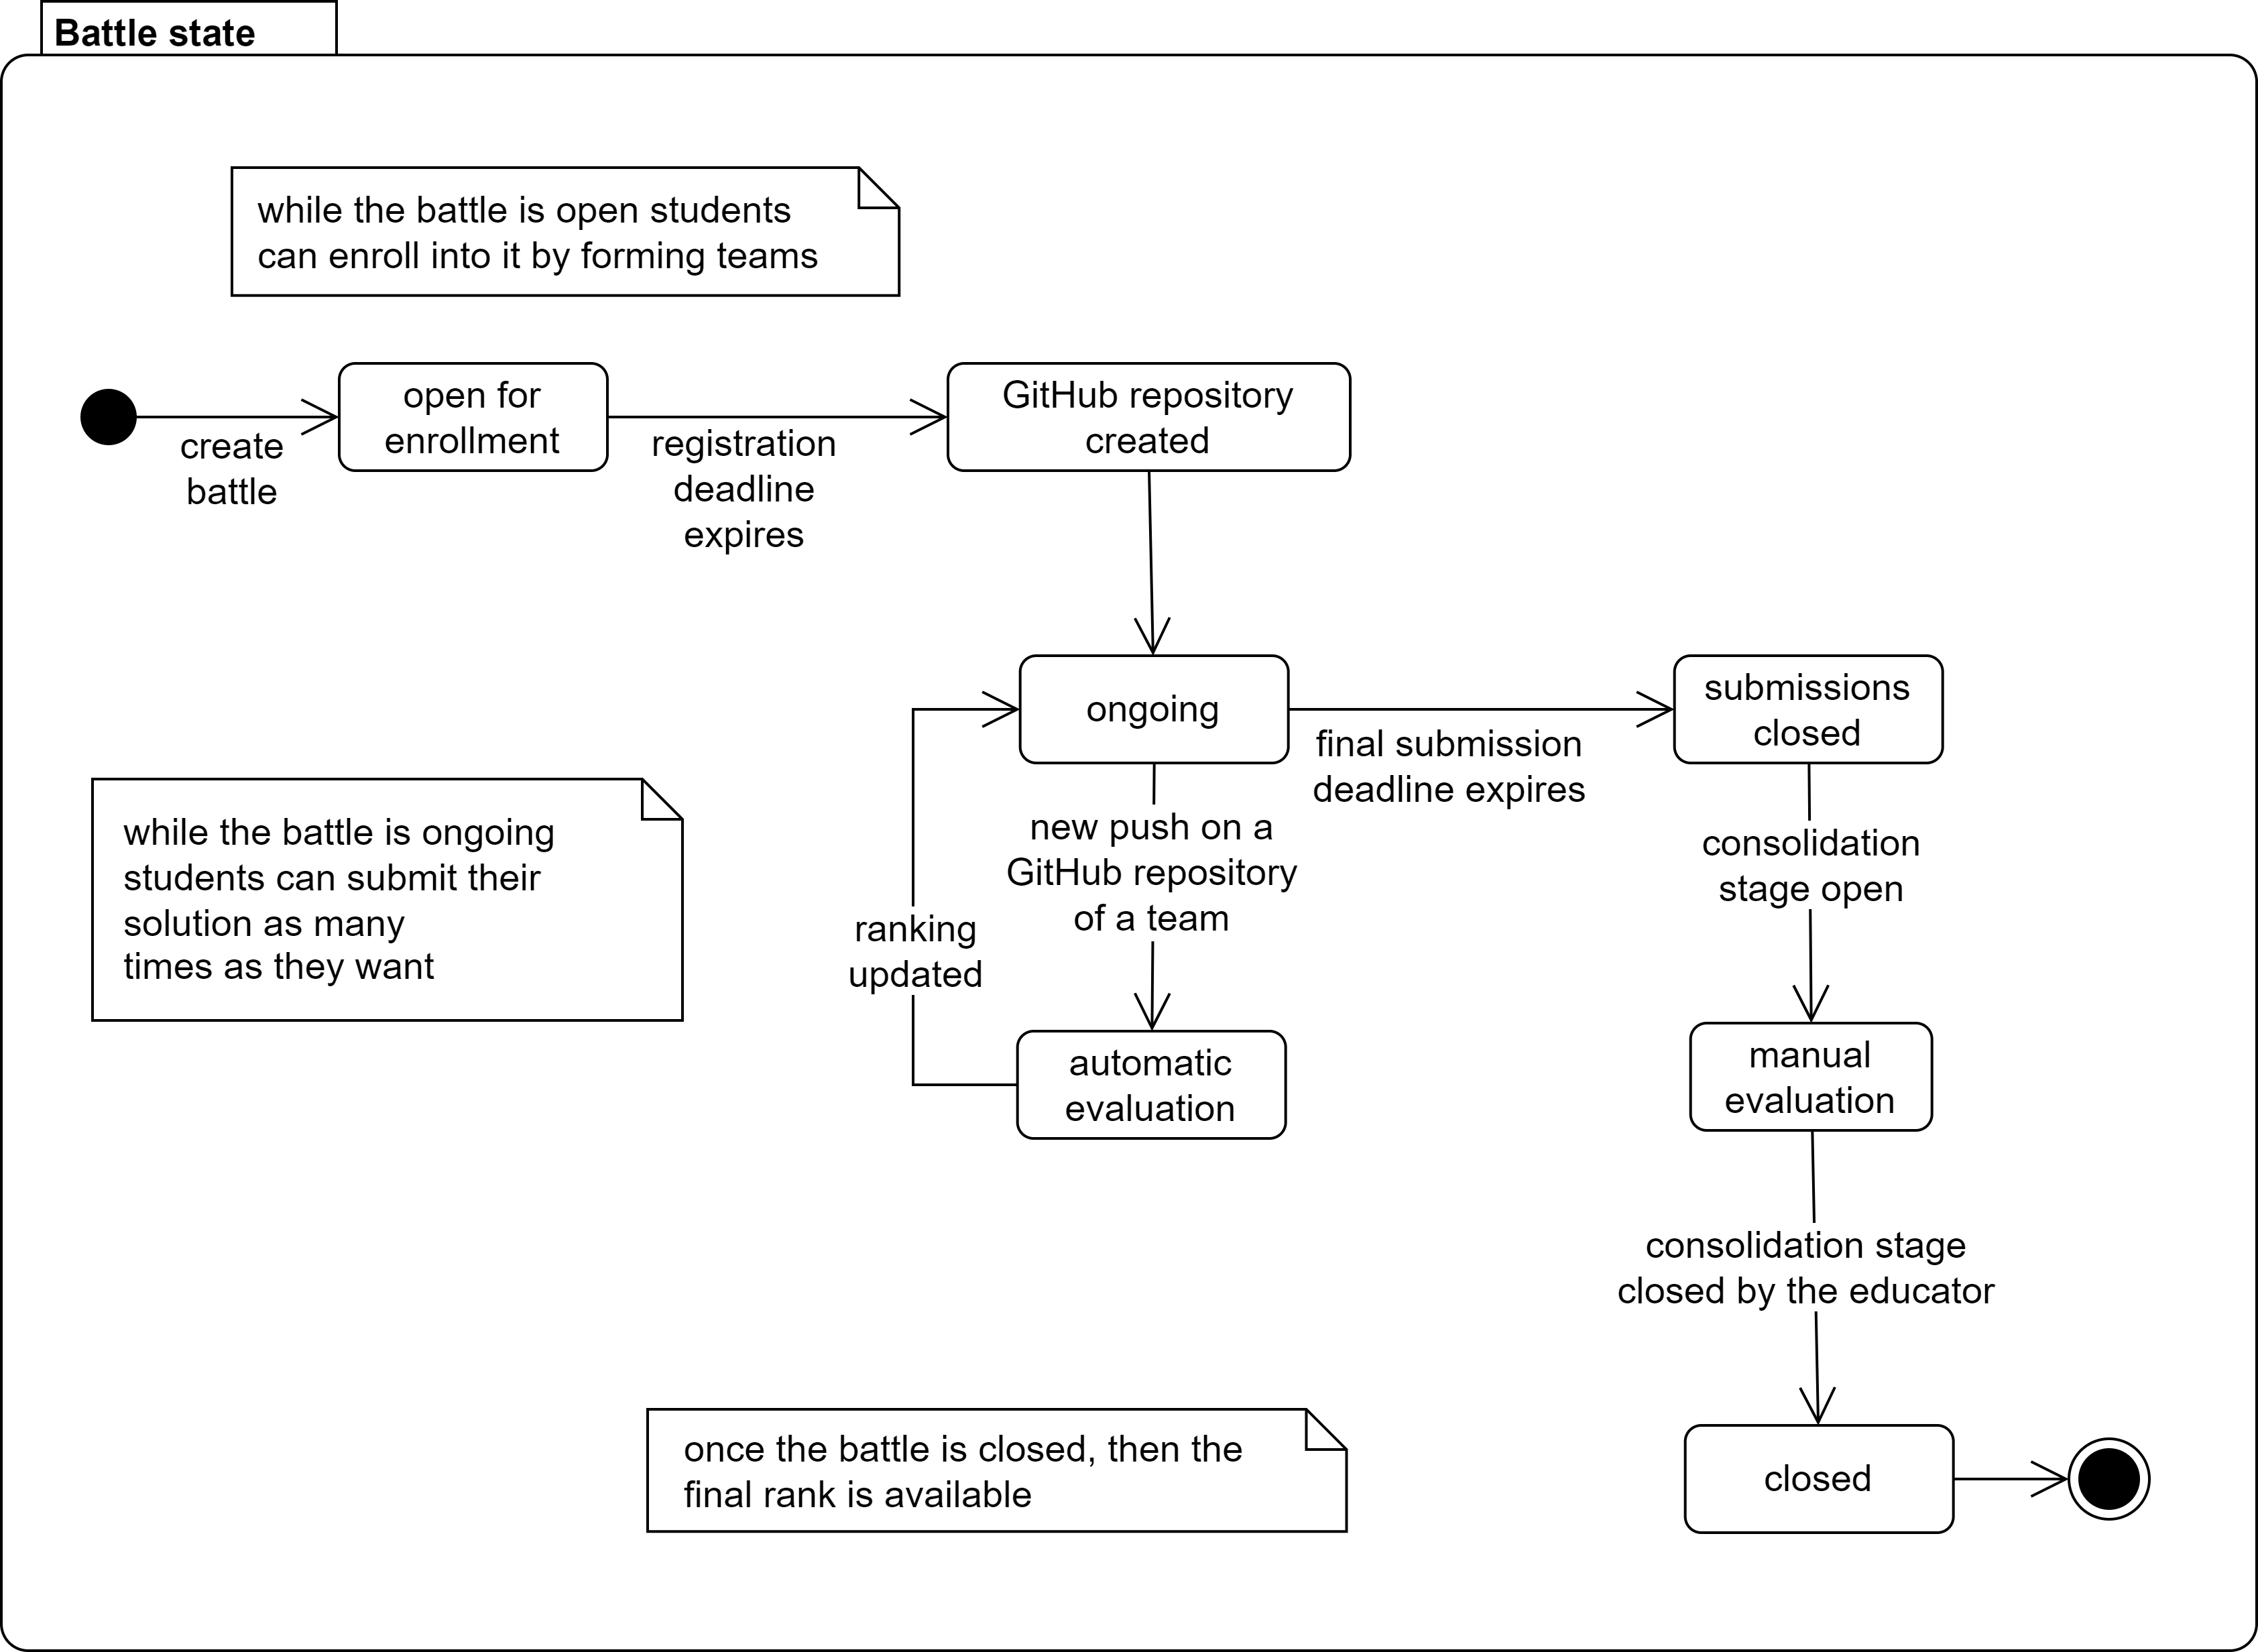 Battle state
while the battle is open students
can enroll into it by forming teams
open for
enrollment
GitHub repository
created
create
battle
registration
deadline
expires
ongoing
submissions
closed
final submission
deadline expires
while the battle is ongoing
students can submit their
solution as many
times as they want
new push on a
GitHub repository
of a team
consolidation
stage open
ranking
updated
automatic
evaluation
manual
evaluation
consolidation stage
closed by the educator
once the battle is closed, then the
final rank is available
closed